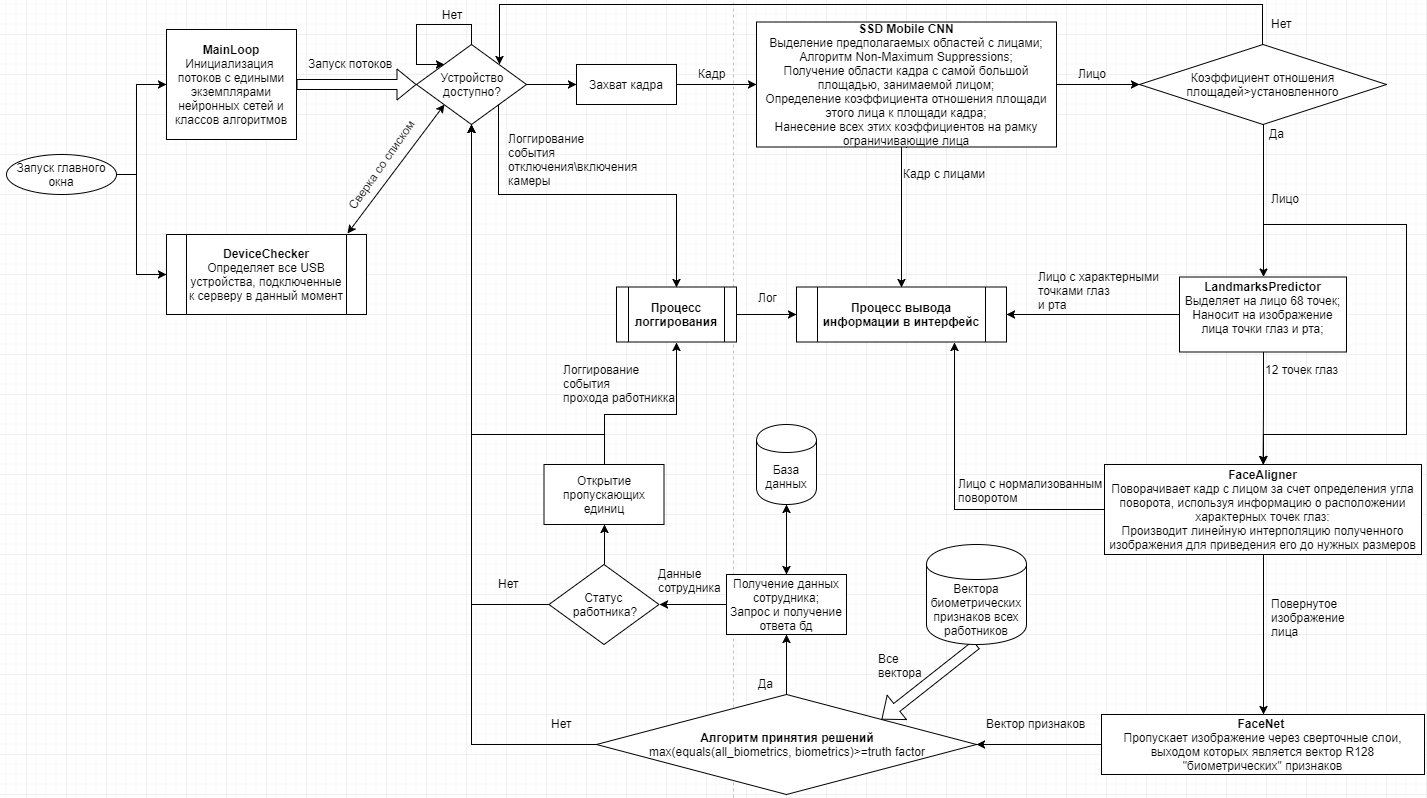 Нет
MainLoop
Инициализация
потоков с едиными
экземплярами
нейронных сетей и
классов алгоритмов
Запуск потоков
Устройство
доступно?
Захват кадра
Кадр
SSD Mobile CNN
Выделение предполагаемых областей с лицами;
Алгоритм Non-Maximum Suppressions;
Получение области кадра с самой большой
площадью, занимаемой лицом;
Определение коэффициента отношения площади
этого лица к площади кадра;
Нанесение всех этих коэффициентов на рамку
ограничивающие лица
Лицо
Нет
Коэффициент отношения
площадей>установленного
Да
Лицо
Запуск главного
окна
Сверка со списком
Логгирование
события
отключения\включения
камеры
Кадр с лицами
DeviceChecker
Определяет все USB
устройства, подключенные
к серверу в данный момент
Процесс
логгирования
Лог
Процесс вывода
информации в интерфейс
Лицо с характерными
точками глаз
и рта
LandmarksPredictor
Выделяет на лицо 68 точек;
Наносит на изображение
лица точки глаз и рта;
12 точек глаз
Логгирование
события
прохода работникка
База
данных
Открытие
пропускающих
единиц
Лицо с нормализованным
поворотом
FaceAligner
Поворачивает кадр с лицом за счет определения угла
поворота, используя информацию о расположении
характерных точек глаз:
Производит линейную интерполяцию полученного
изображения для приведения его до нужных размеров
Нет
Статус
работника?
Данные
сотрудника
Получение данных
сотрудника;
Запрос и получение
ответа бд
Вектора
биометрических
признаков всех
работников
Повернутое
изображение
лица
Все
вектора
Да
Нет
Алгоритм принятия решений
max(equals(all_biometrics, biometrics)>=truth factor
Вектор признаков
FaceNet
Пропускает изображение через сверточные слои,
выходом которых является вектор R128
"биометрических" признаков